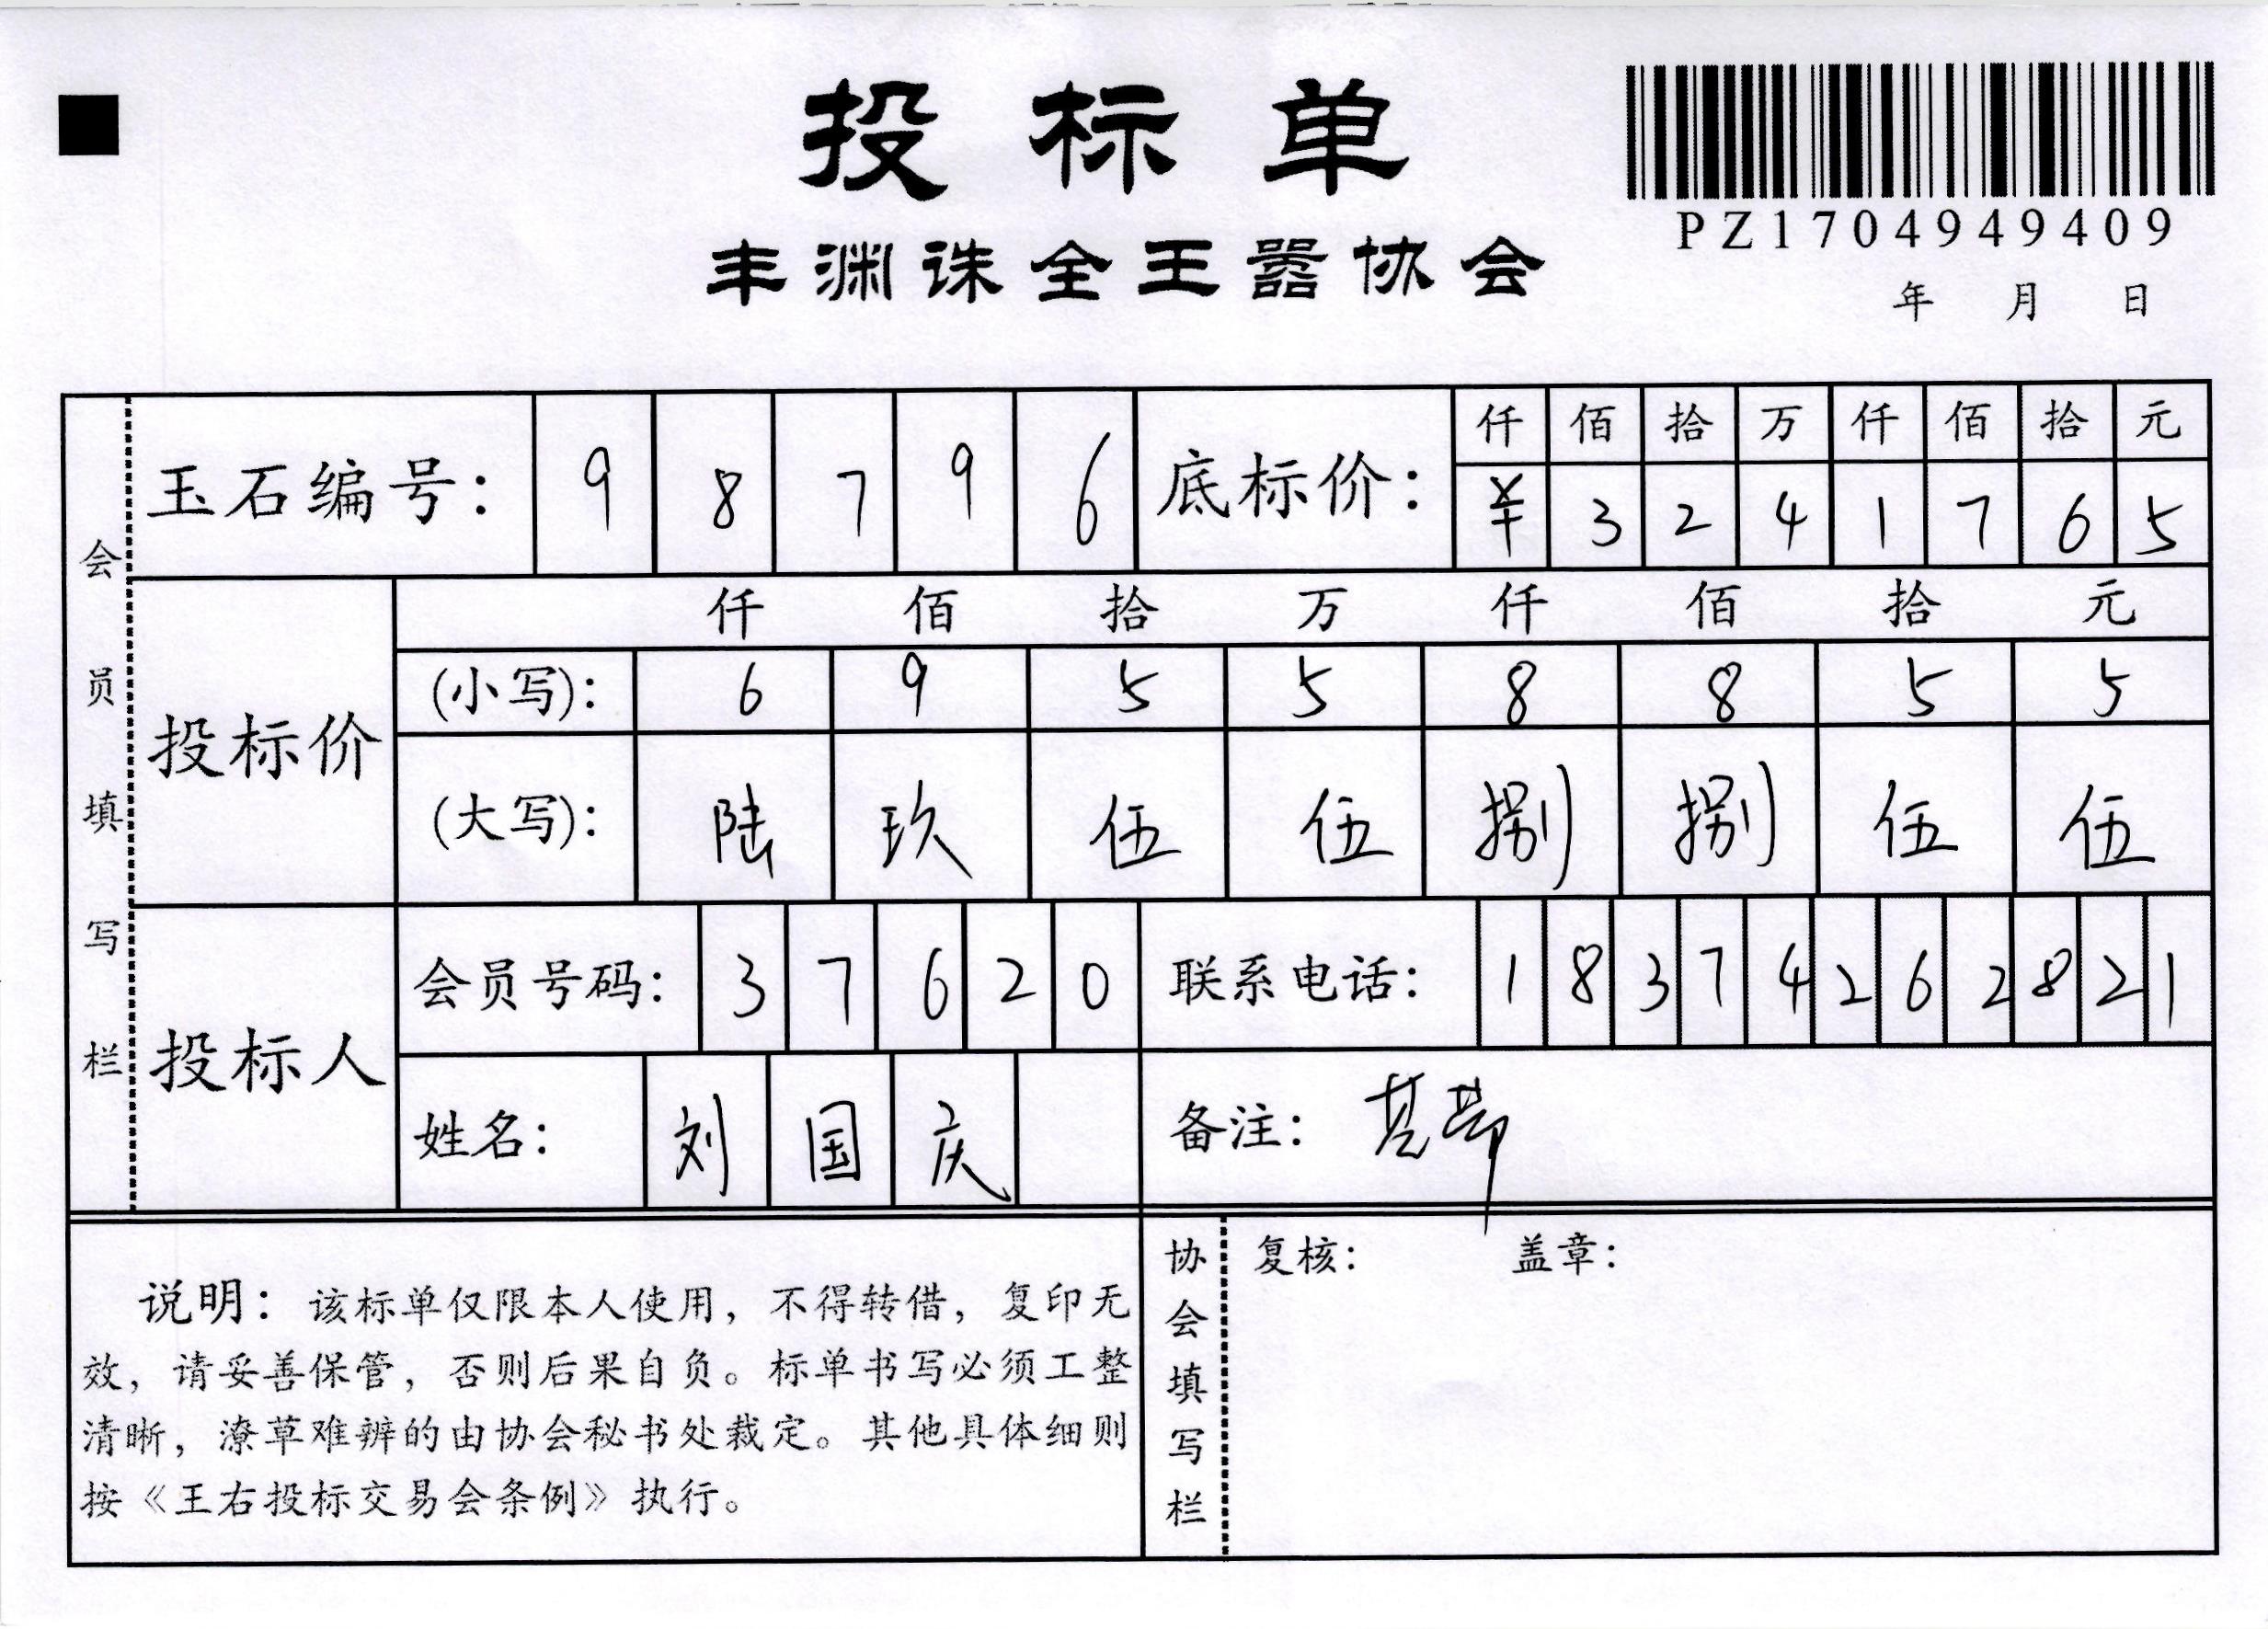 投标单
PZ1704949409
丰渊诛全王嚣协会
年 月 日
会员填写栏
玉石编号： 9 8 7 9 6
底标价： 仟 佰 拾 万 仟 佰 拾 元
¥ 3 2 4 1 7 6 5
投标价
仟 佰 拾 万 仟 佰 拾 元
(小写)： 6 9 5 5 8 8 5 5
(大写)： 陆 玖 伍 伍 捌 捌 伍 伍
投标人
会员号码： 3 7 6 2 0
联系电话： 1 8 3 7 4 2 6 2 8 2 1
姓名： 刘 国 庆
备注：
说明：该标单仅限本人使用，不得转借，复印无
效，请妥善保管，否则后果自负。标单书写必须工整
清晰，潦草难辨的由协会秘书处裁定。其他具体细则
按《王右投标交易会条例》执行。
协会填写栏
复核： 盖章：